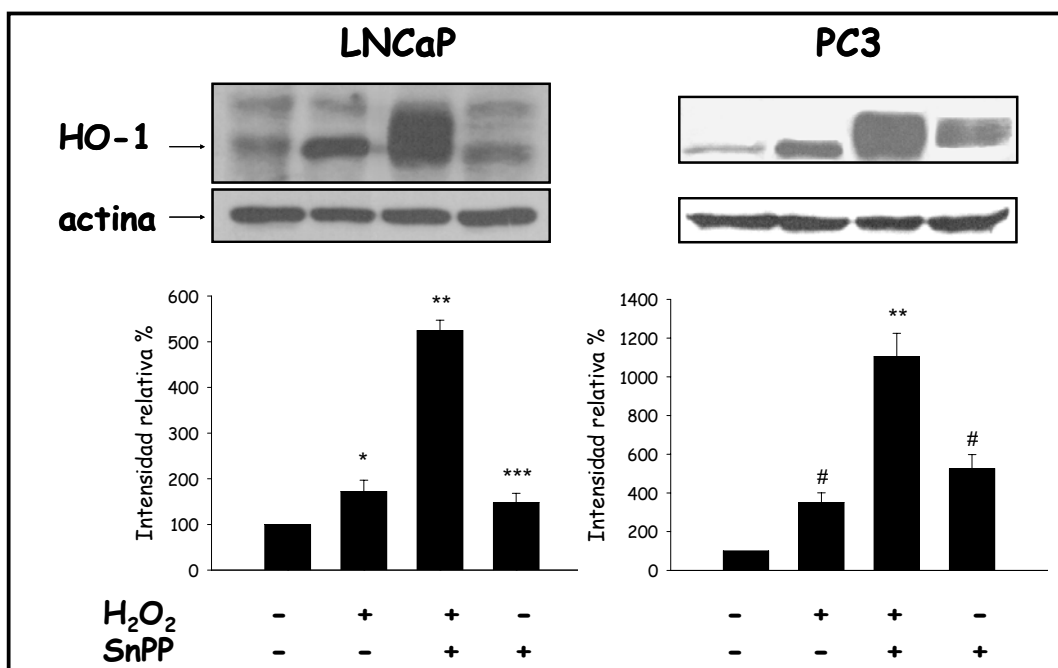 LNCaP PC3
HO-1
actina
Intensidad relativa %
600
500
400
300
200
100
0
* ** ***
Intensidad relativa %
1400
1200
1000
800
600
400
200
0
# ** #
H₂O₂ - + + - - + + -
SnPP - - + + - - + +